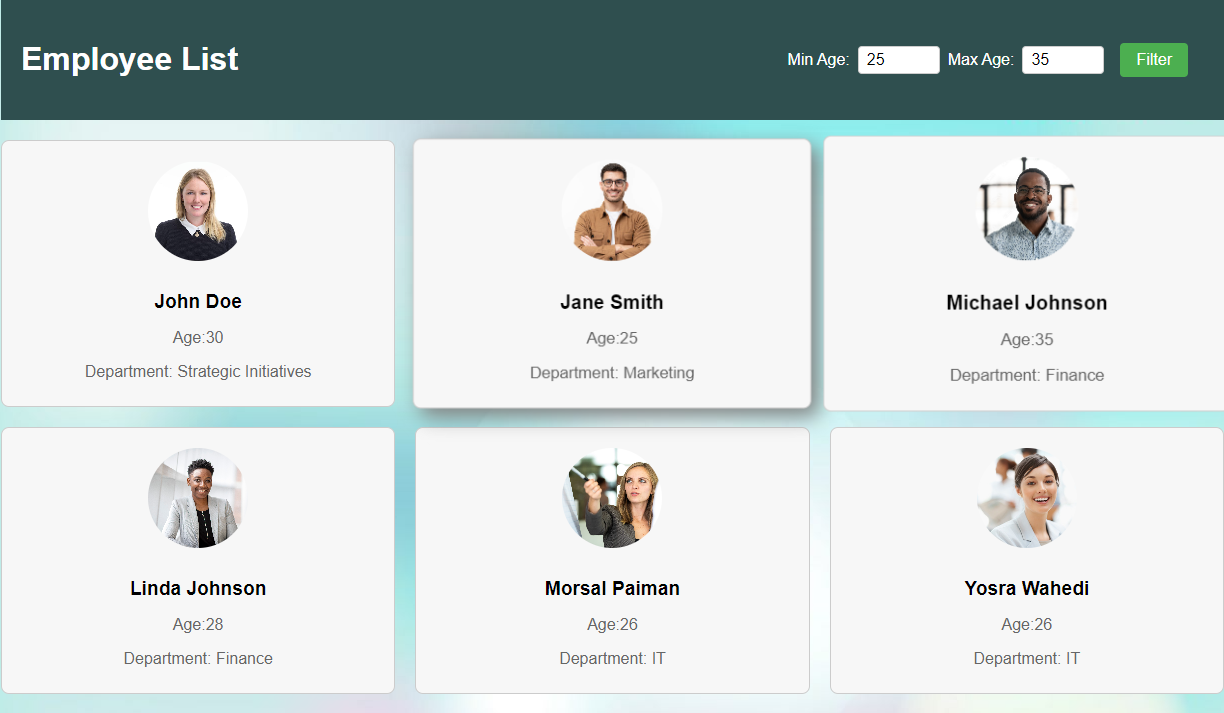 Employee List
Min Age: 25 Max Age: 35 Filter
John Doe
Age:30
Department: Strategic Initiatives
Jane Smith
Age:25
Department: Marketing
Michael Johnson
Age:35
Department: Finance
Linda Johnson
Age:28
Department: Finance
Morsal Paiman
Age:26
Department: IT
Yosra Wahedi
Age:26
Department: IT